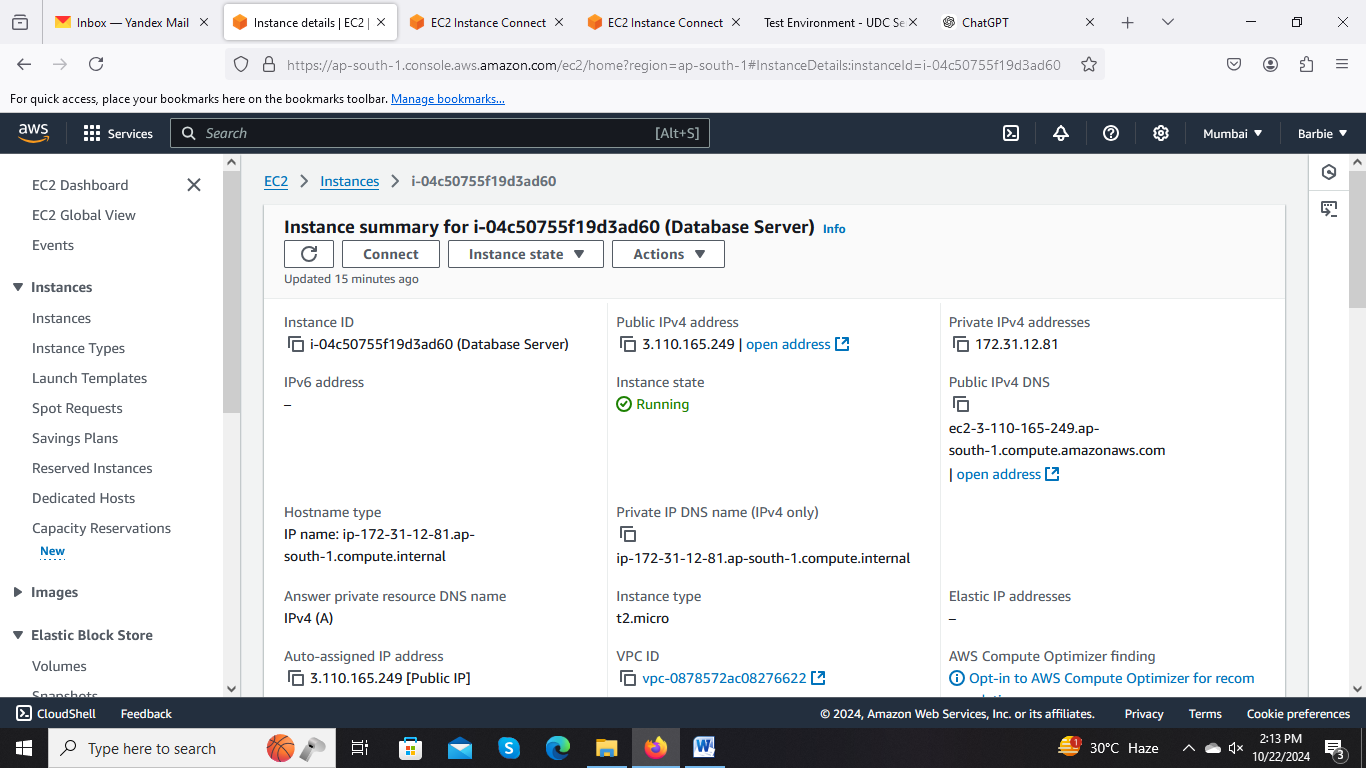 Inbox — Yandex Mail
Instance details | EC2 |
EC2 Instance Connect
EC2 Instance Connect
Test Environment - UDC Se
ChatGPT
https://ap-south-1.console.aws.amazon.com/ec2/home?region=ap-south-1#InstanceDetails:instanceId=i-04c50755f19d3ad60
For quick access, place your bookmarks here on the bookmarks toolbar. Manage bookmarks...
aws
Services
Search
[Alt+S]
Mumbai
Barbie
EC2 Dashboard
EC2 Global View
Events
Instances
Instances
Instance Types
Launch Templates
Spot Requests
Savings Plans
Reserved Instances
Dedicated Hosts
Capacity Reservations
New
Images
Elastic Block Store
Volumes
Snapshots
EC2 > Instances > i-04c50755f19d3ad60
Instance summary for i-04c50755f19d3ad60 (Database Server) Info
Connect
Instance state
Actions
Updated 15 minutes ago
Instance ID
i-04c50755f19d3ad60 (Database Server)
Public IPv4 address
3.110.165.249 | open address
Private IPv4 addresses
172.31.12.81
IPv6 address
–
Instance state
Running
Public IPv4 DNS
ec2-3-110-165-249.ap-
south-1.compute.amazonaws.com
| open address
Hostname type
IP name: ip-172-31-12-81.ap-
south-1.compute.internal
Private IP DNS name (IPv4 only)
ip-172-31-12-81.ap-south-1.compute.internal
Answer private resource DNS name
IPv4 (A)
Instance type
t2.micro
Elastic IP addresses
–
Auto-assigned IP address
3.110.165.249 [Public IP]
VPC ID
vpc-0878572ac08276622
AWS Compute Optimizer finding
Opt-in to AWS Compute Optimizer for recom
CloudShell
Feedback
© 2024, Amazon Web Services, Inc. or its affiliates.
Privacy
Terms
Cookie preferences
Type here to search
1
30°C Haze
2:13 PM
10/22/2024
3